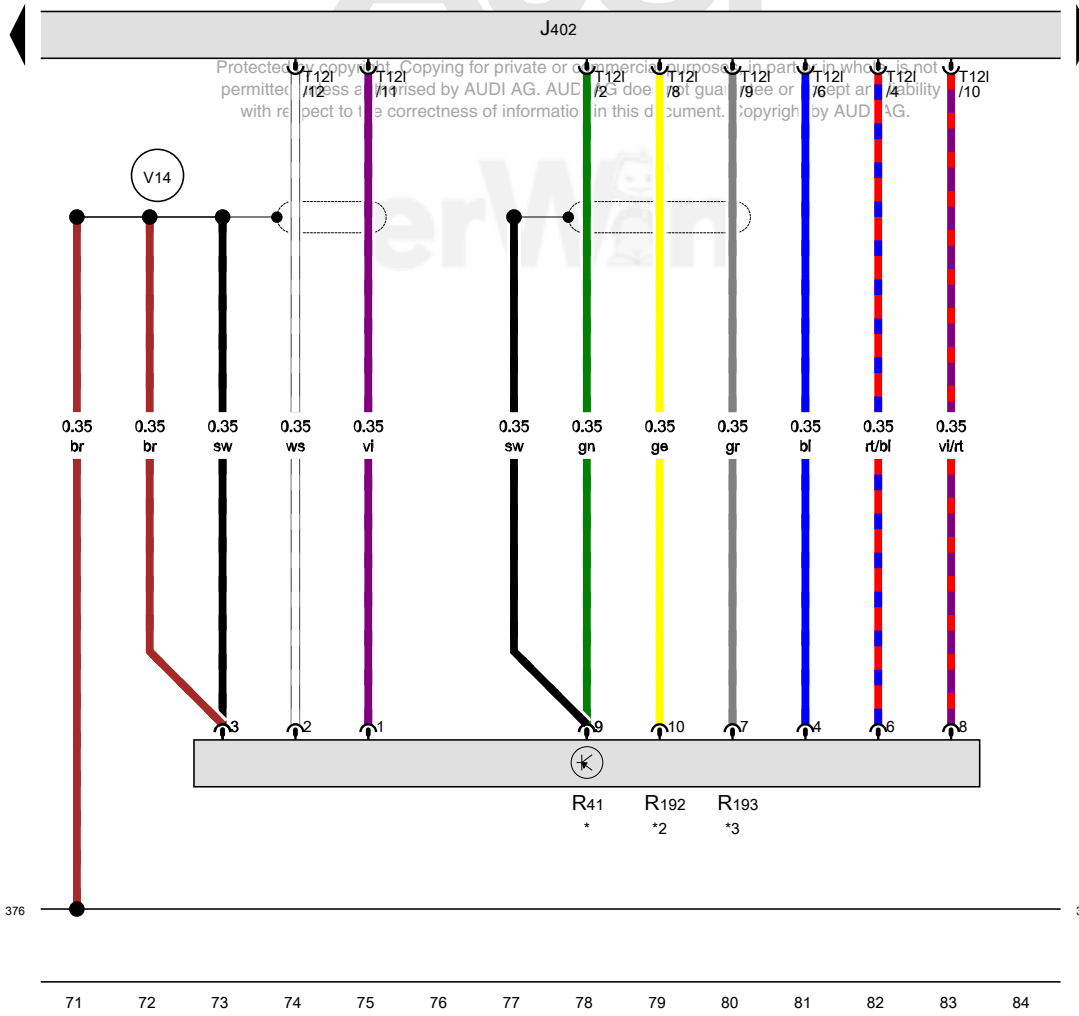 J402
Protected by copyright. Copying for private or commercial purposes, in part or in whole, is not
permitted unless authorised by AUDI AG. AUDI AG does not guarantee or accept any liability
with respect to the correctness of information in this document. Copyright by AUDI AG.
T12l /12
T12l /11
T12l /2
T12l /8
T12l /9
T12l /6
T12l /4
T12l /10
V14
0.35 br
0.35 br
0.35 sw
0.35 ws
0.35 vi
0.35 sw
0.35 gn
0.35 ge
0.35 gr
0.35 bl
0.35 rt/bl
0.35 vi/rt
3 2 1 9 10 7 4 6 8
R41 R192 R193
* *2 *3
376
71 72 73 74 75 76 77 78 79 80 81 82 83 84